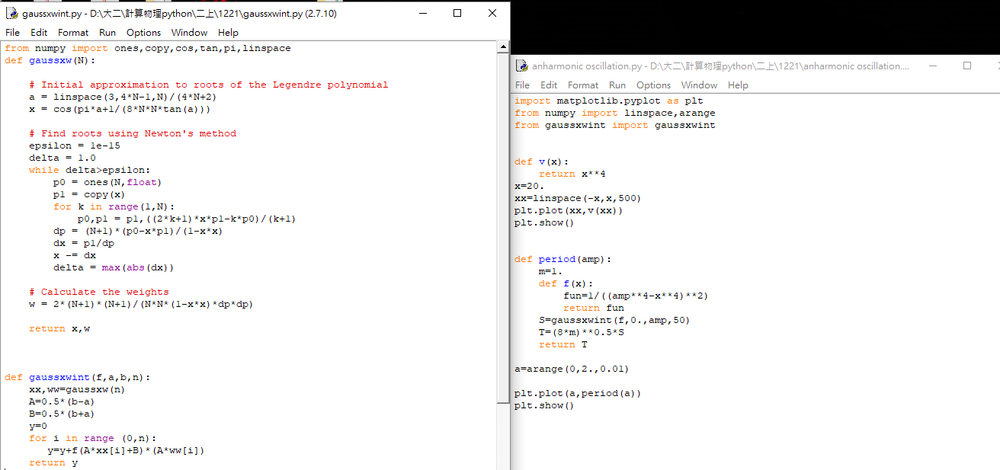 gaussxwint.py - D:\大二\計算物理python\二上\1221\gaussxwint.py (2.7.10)
File Edit Format Run Options Window Help
from numpy import ones,copy,cos,tan,pi,linspace
def gaussxw(N):
# Initial approximation to roots of the Legendre polynomial
a = linspace(3,4*N-1,N)/(4*N+2)
x = cos(pi*a+1/(8*N*N*tan(a)))
# Find roots using Newton's method
epsilon = 1e-15
delta = 1.0
while delta>epsilon:
p0 = ones(N,float)
p1 = copy(x)
for k in range(1,N):
p0,p1 = p1,((2*k+1)*x*p1-k*p0)/(k+1)
dp = (N+1)*(p0-x*p1)/(1-x*x)
dx = p1/dp
x -= dx
delta = max(abs(dx))
# Calculate the weights
w = 2*(N+1)*(N+1)/(N*N*(1-x*x)*dp*dp)
return x,w
def gaussxwint(f,a,b,n):
xx,ww=gaussxw(n)
A=0.5*(b-a)
B=0.5*(b+a)
y=0
for i in range (0,n):
y=y+f(A*xx[i]+B)*(A*ww[i])
return y
anharmonic oscillation.py - D:\大二\計算物理python\二上\1221\anharmonic oscillation....
File Edit Format Run Options Window Help
import matplotlib.pyplot as plt
from numpy import linspace,arange
from gaussxwint import gaussxwint
def v(x):
return x**4
x=20.
xx=linspace(-x,x,500)
plt.plot(xx,v(xx))
plt.show()
def period(amp):
m=1.
def f(x):
fun=1/((amp**4-x**4)**2)
return fun
S=gaussxwint(f,0.,amp,50)
T=(8*m)**0.5*S
return T
a=arange(0,2.,0.01)
plt.plot(a,period(a))
plt.show()